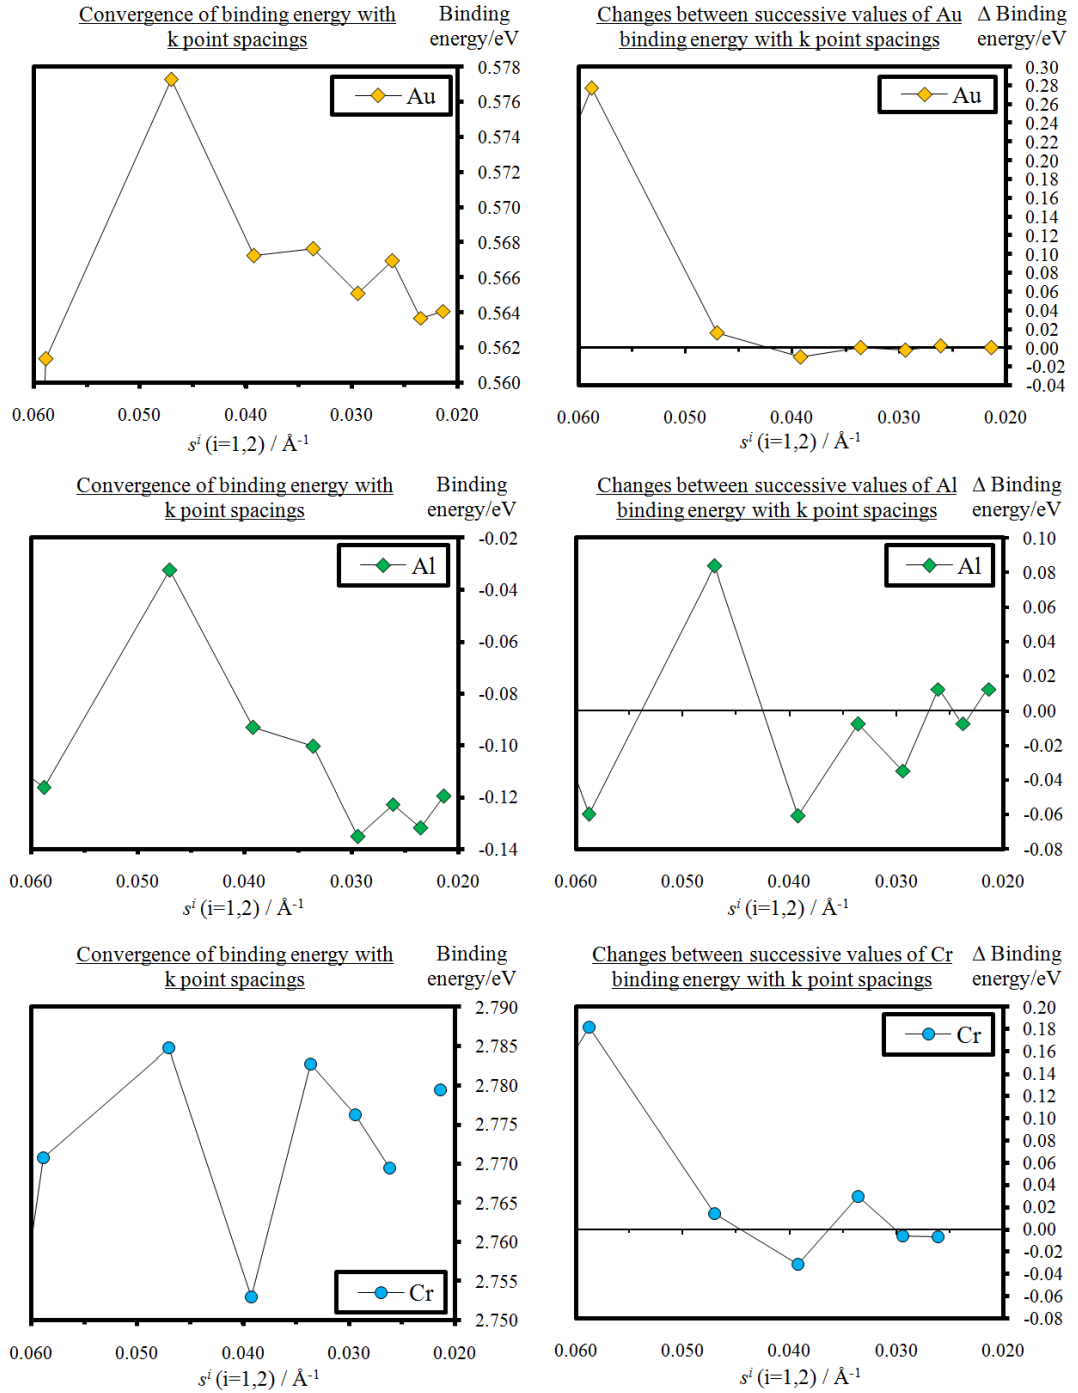 Convergence of binding energy with
k point spacings
Binding
energy/eV
0.578
0.576
0.574
0.572
0.570
0.568
0.566
0.564
0.562
0.560
Au
0.060 0.050 0.040 0.030 0.020
sⁱ (i=1,2) / Å⁻¹
Changes between successive values of Au
binding energy with k point spacings
Δ Binding
energy/eV
0.30
0.28
0.26
0.24
0.22
0.20
0.18
0.16
0.14
0.12
0.10
0.08
0.06
0.04
0.02
0.00
-0.02
-0.04
Au
0.060 0.050 0.040 0.030 0.020
sⁱ (i=1,2) / Å⁻¹
Convergence of binding energy with
k point spacings
Binding
energy/eV
-0.02
-0.04
-0.06
-0.08
-0.10
-0.12
-0.14
Al
0.060 0.050 0.040 0.030 0.020
sⁱ (i=1,2) / Å⁻¹
Changes between successive values of Al
binding energy with k point spacings
Δ Binding
energy/eV
0.10
0.08
0.06
0.04
0.02
0.00
-0.02
-0.04
-0.06
-0.08
Al
0.060 0.050 0.040 0.030 0.020
sⁱ (i=1,2) / Å⁻¹
Convergence of binding energy with
k point spacings
Binding
energy/eV
2.790
2.785
2.780
2.775
2.770
2.765
2.760
2.755
2.750
Cr
0.060 0.050 0.040 0.030 0.020
sⁱ (i=1,2) / Å⁻¹
Changes between successive values of Cr
binding energy with k point spacings
Δ Binding
energy/eV
0.20
0.18
0.16
0.14
0.12
0.10
0.08
0.06
0.04
0.02
0.00
-0.02
-0.04
-0.06
-0.08
Cr
0.060 0.050 0.040 0.030 0.020
sⁱ (i=1,2) / Å⁻¹